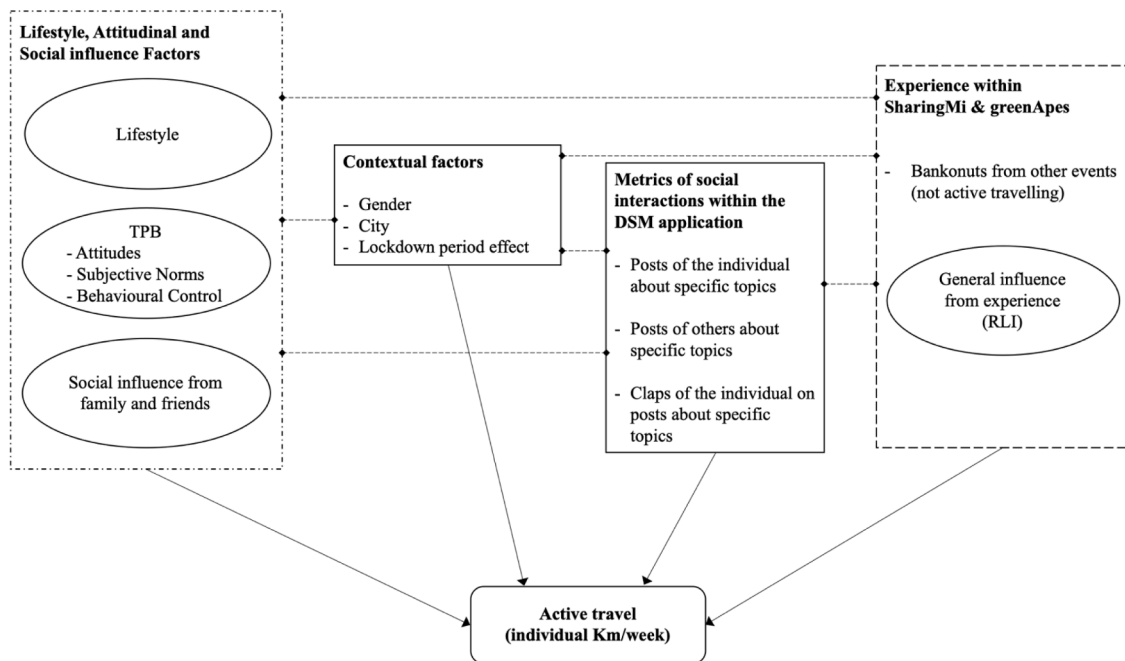 Lifestyle, Attitudinal and
Social influence Factors
Lifestyle
TPB
- Attitudes
- Subjective Norms
- Behavioural Control
Social influence from
family and friends
Contextual factors
- Gender
- City
- Lockdown period effect
Metrics of social
interactions within the
DSM application
- Posts of the individual
about specific topics
- Posts of others about
specific topics
- Claps of the individual on
posts about specific
topics
Experience within
SharingMi & greenApes
- Bankonuts from other events
(not active travelling)
General influence
from experience
(RLI)
Active travel
(individual Km/week)